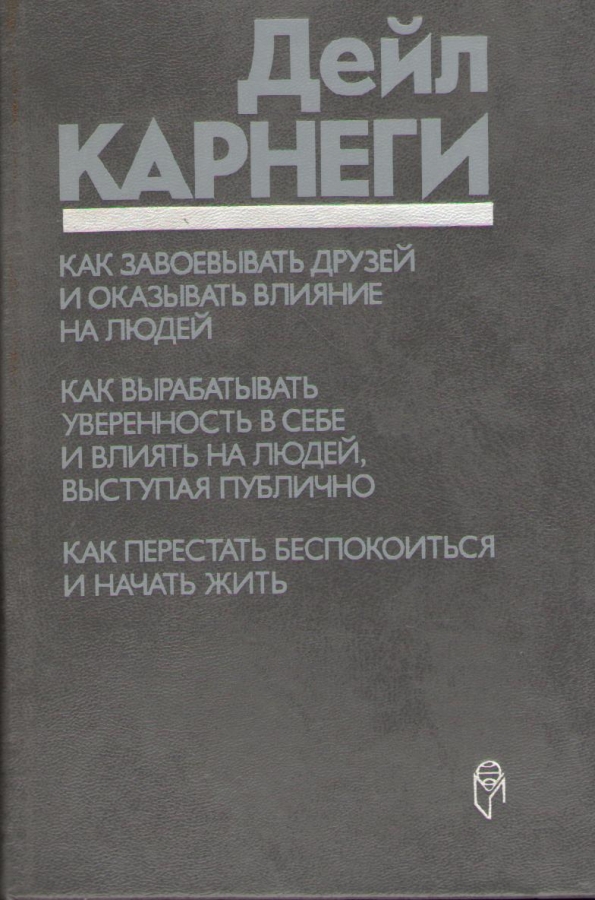 Дейл
КАРНЕГИ
КАК ЗАВОЕВЫВАТЬ ДРУЗЕЙ
И ОКАЗЫВАТЬ ВЛИЯНИЕ
НА ЛЮДЕЙ
КАК ВЫРАБАТЫВАТЬ
УВЕРЕННОСТЬ В СЕБЕ
И ВЛИЯТЬ НА ЛЮДЕЙ,
ВЫСТУПАЯ ПУБЛИЧНО
КАК ПЕРЕСТАТЬ БЕСПОКОИТЬСЯ
И НАЧАТЬ ЖИТЬ